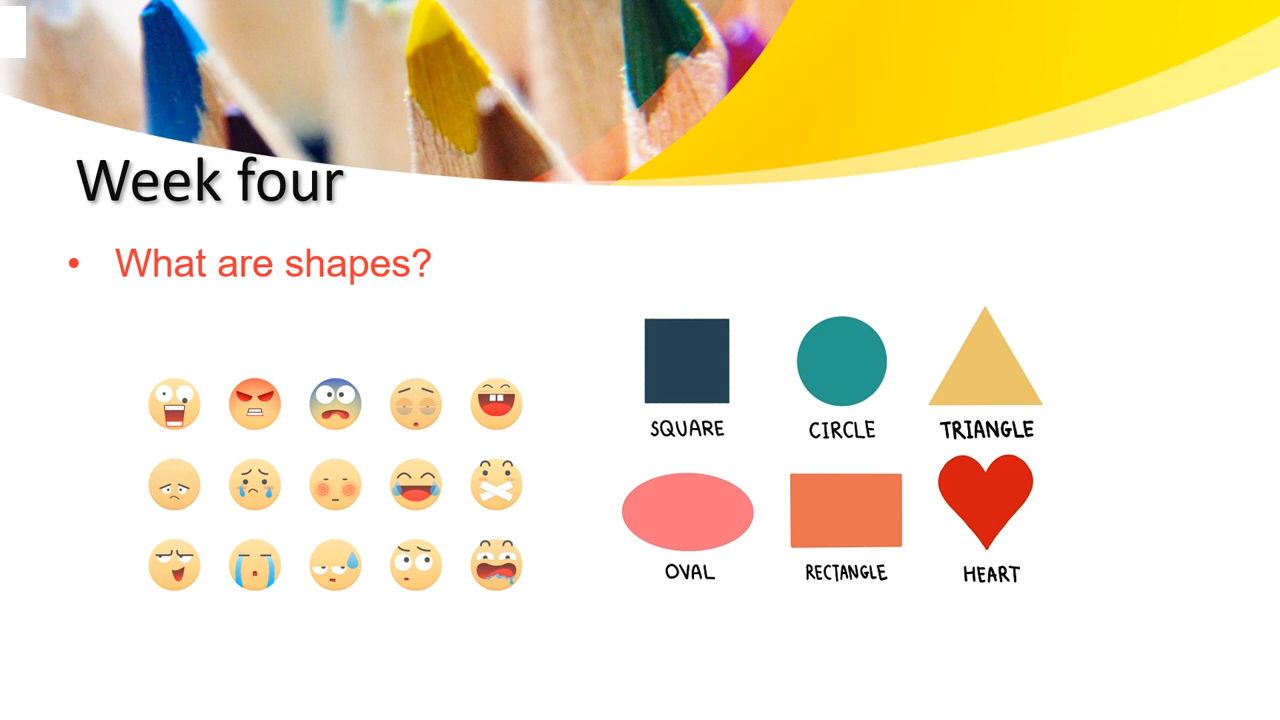 Week four
• What are shapes?
SQUARE CIRCLE TRIANGLE
OVAL RECTANGLE HEART